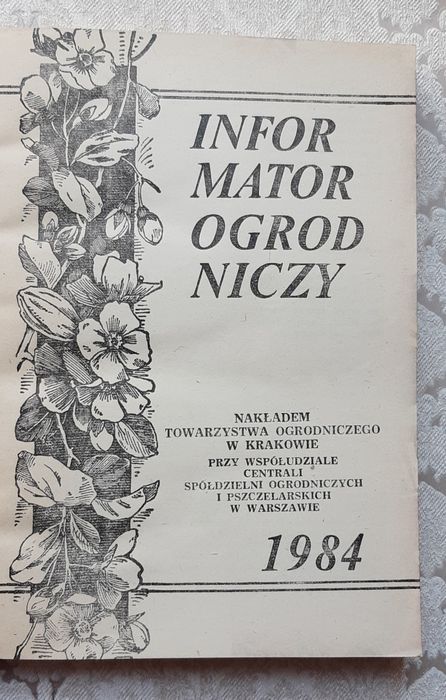 INFOR
MATOR
OGROD
NICZY
NAKŁADEM
TOWARZYSTWA OGRODNICZEGO
W KRAKOWIE
PRZY WSPÓŁUDZIALE
CENTRALI
SPÓŁDZIELNI OGRODNICZYCH
I PSZCZELARSKICH
W WARSZAWIE
1984